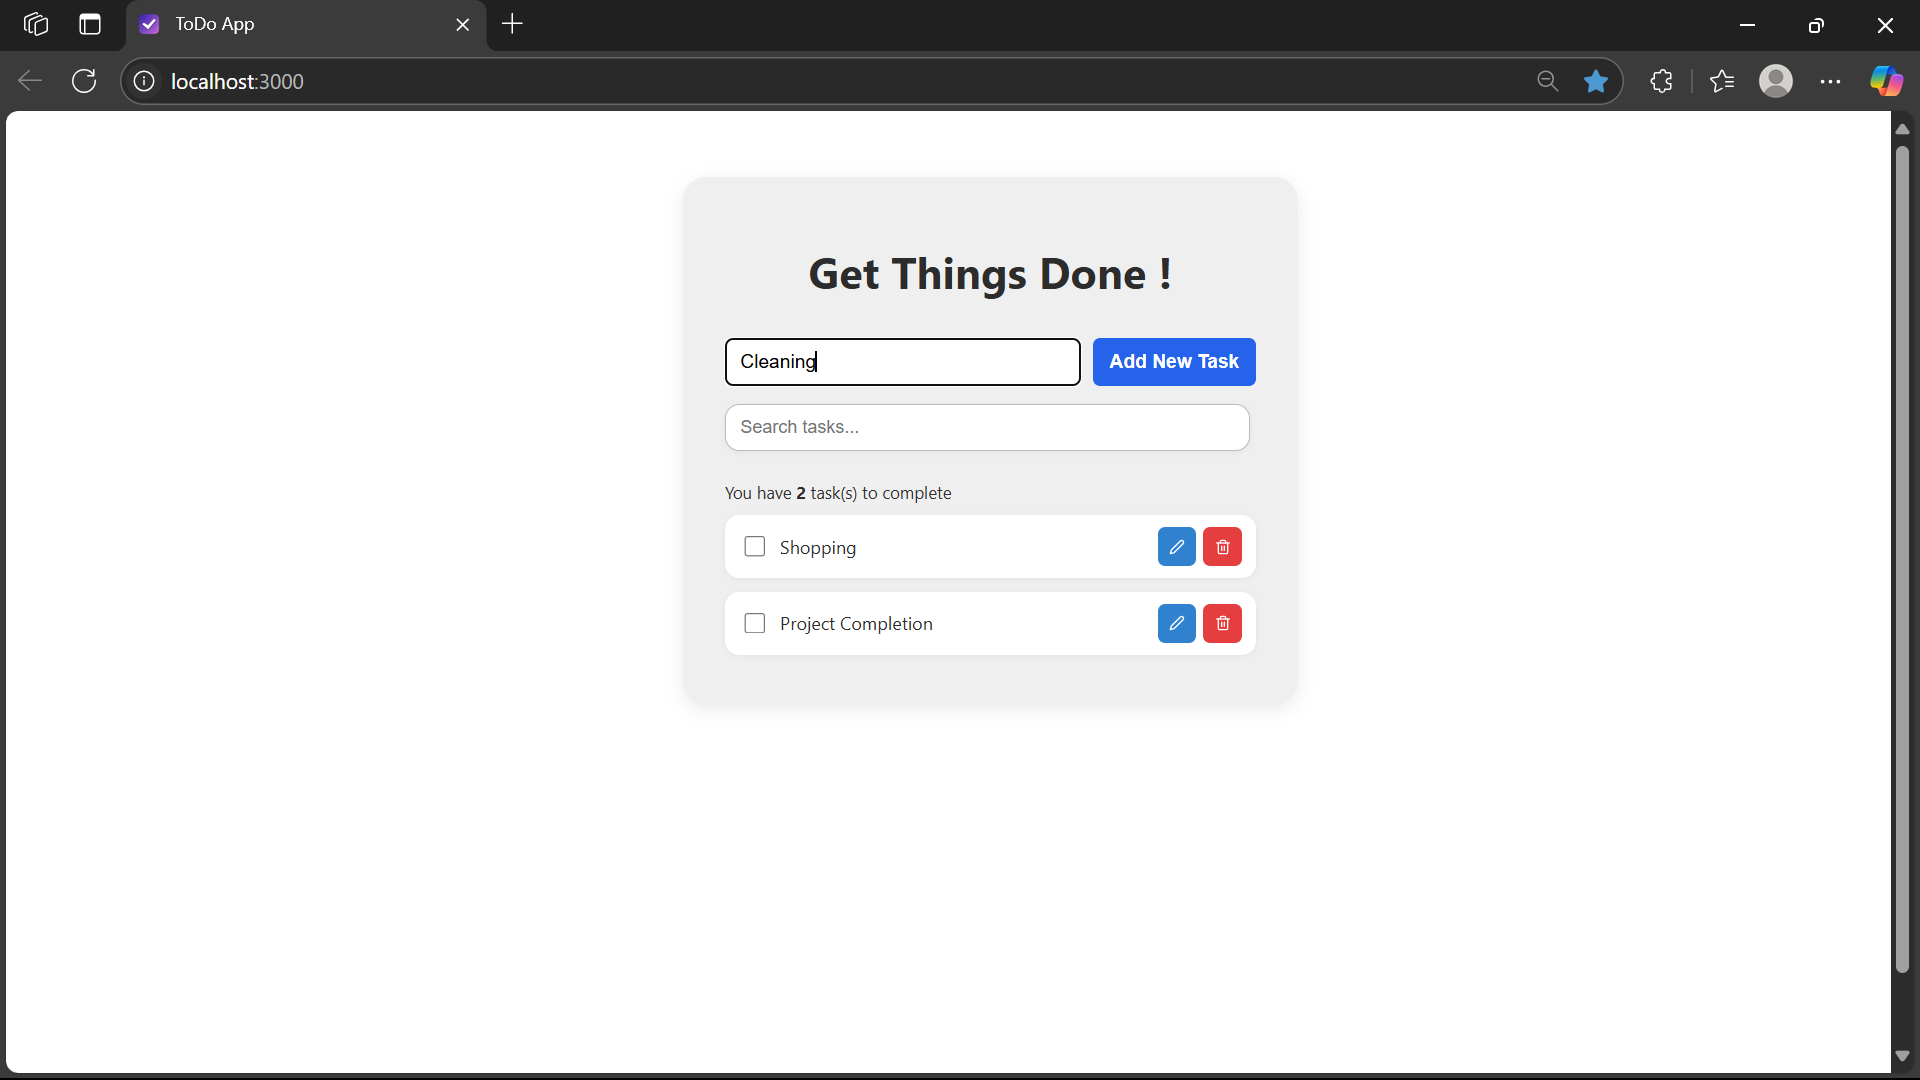 ToDo App
localhost:3000
Get Things Done !
Cleaning
Add New Task
Search tasks...
You have 2 task(s) to complete
Shopping
Project Completion